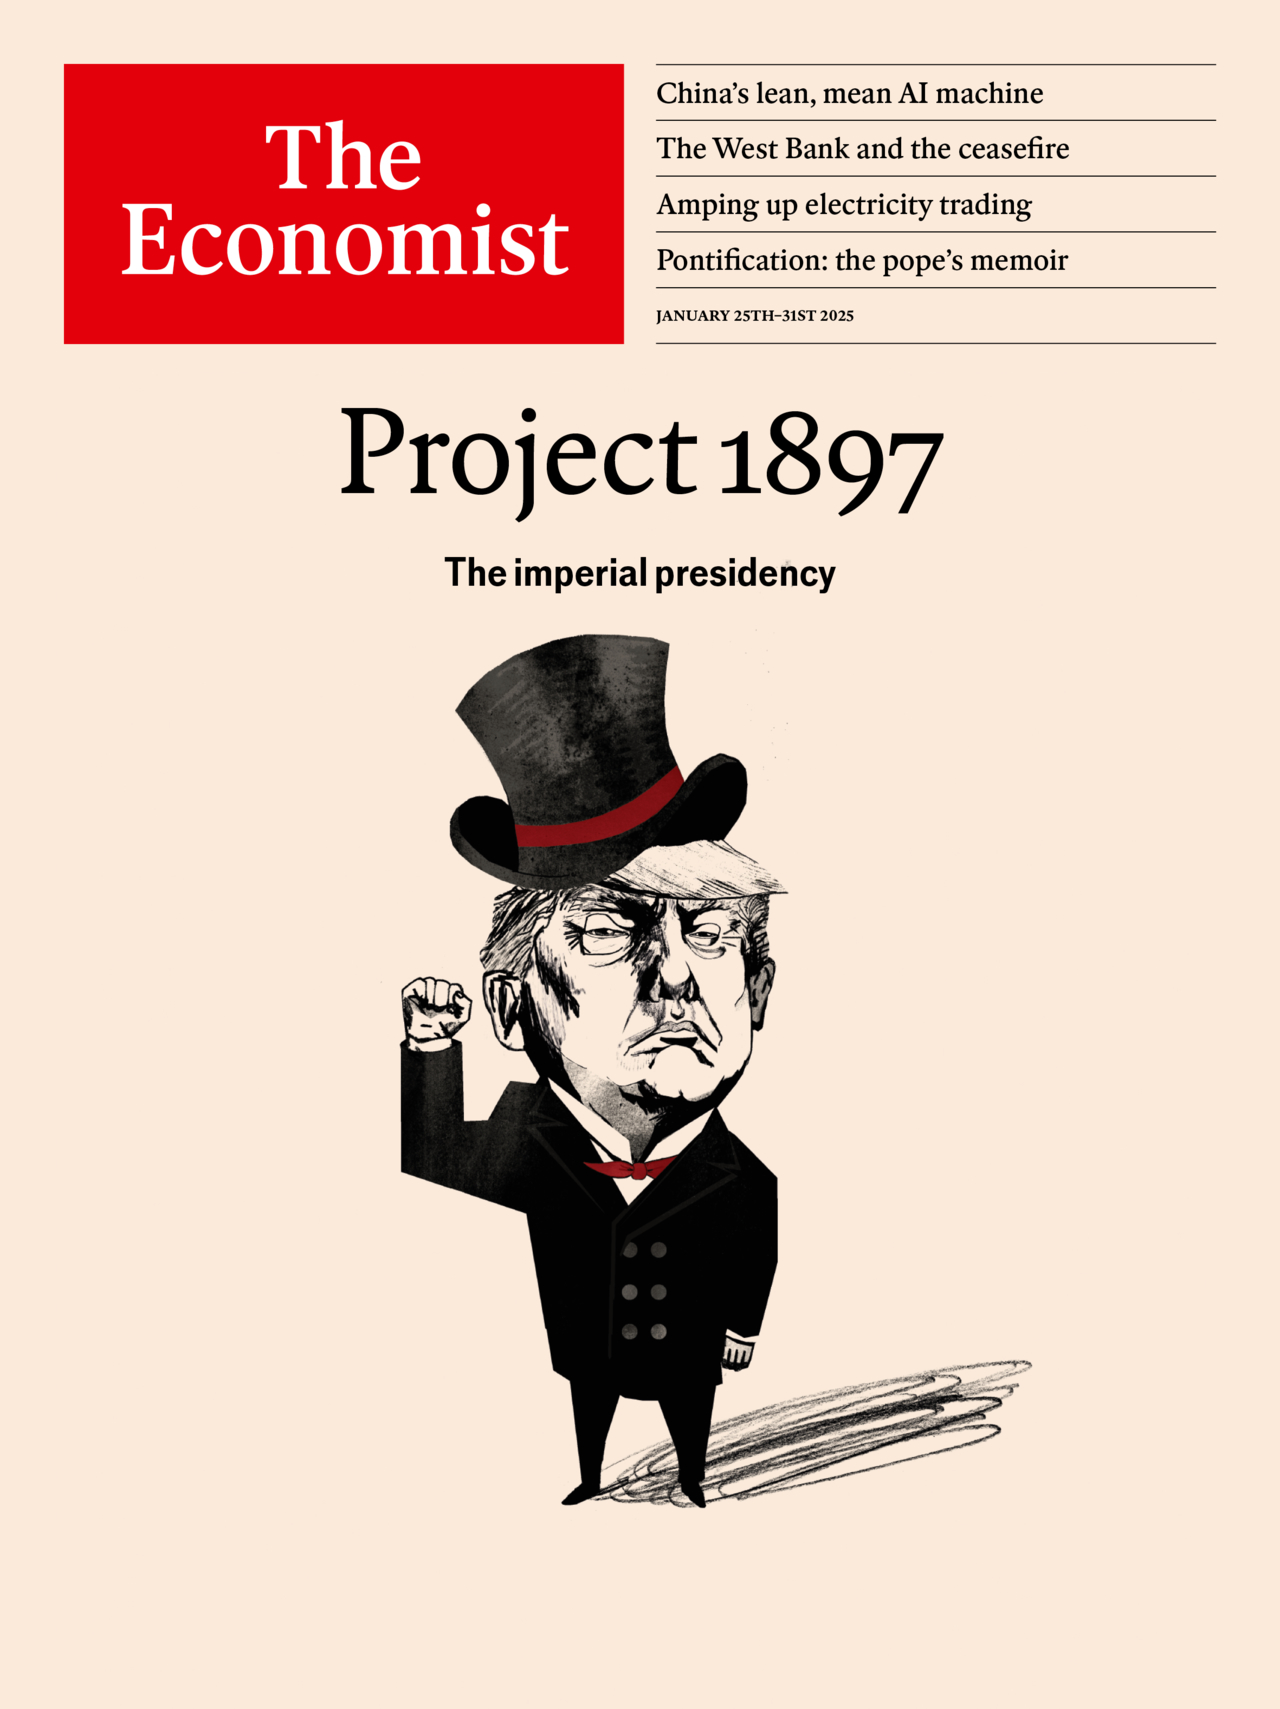 The
Economist
China’s lean, mean AI machine
The West Bank and the ceasefire
Amping up electricity trading
Pontification: the pope’s memoir
JANUARY 25TH–31ST 2025
Project 1897
The imperial presidency